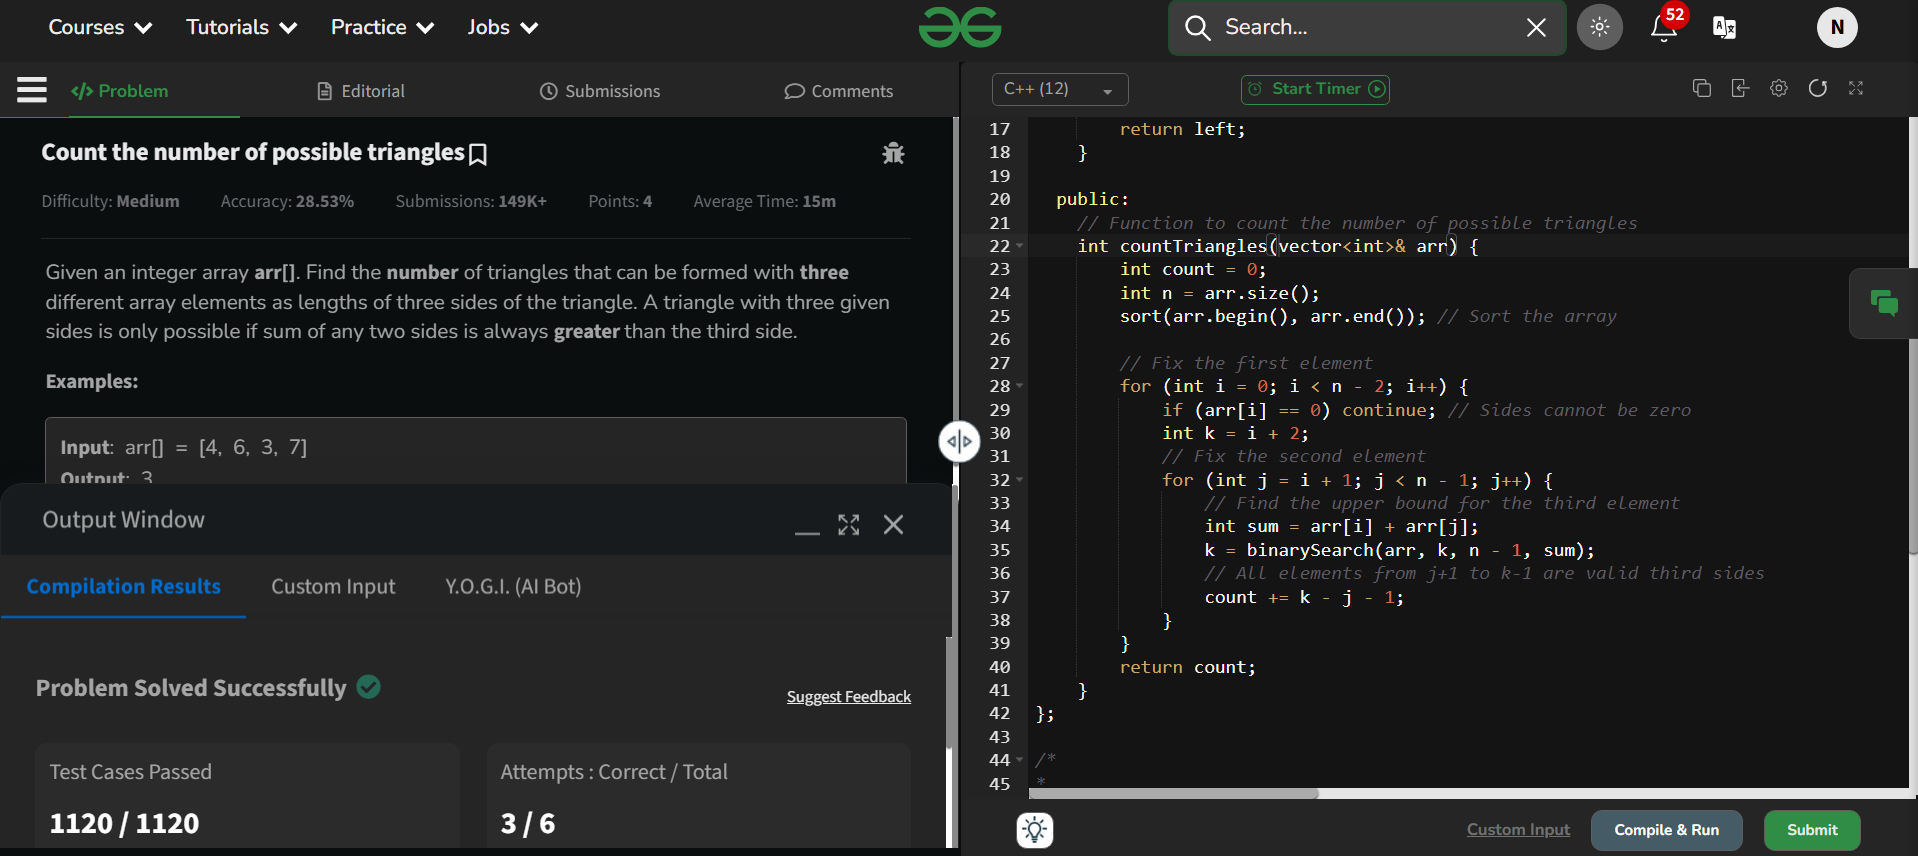 Courses Tutorials Practice Jobs Search... 52 N
</> Problem Editorial Submissions Comments C++ (12) Start Timer
Count the number of possible triangles
Difficulty: Medium Accuracy: 28.53% Submissions: 149K+ Points: 4 Average Time: 15m
Given an integer array arr[]. Find the number of triangles that can be formed with three
different array elements as lengths of three sides of the triangle. A triangle with three given
sides is only possible if sum of any two sides is always greater than the third side.
Examples:
Input: arr[] = [4, 6, 3, 7]
Output: 3
Output Window
Compilation Results Custom Input Y.O.G.I. (AI Bot)
Problem Solved Successfully
Suggest Feedback
Test Cases Passed Attempts : Correct / Total
1120 / 1120 3 / 6
17 return left;
18 }
19
20 public:
21 // Function to count the number of possible triangles
22 int countTriangles(vector<int>& arr) {
23 int count = 0;
24 int n = arr.size();
25 sort(arr.begin(), arr.end()); // Sort the array
26
27 // Fix the first element
28 for (int i = 0; i < n - 2; i++) {
29 if (arr[i] == 0) continue; // Sides cannot be zero
30 int k = i + 2;
31 // Fix the second element
32 for (int j = i + 1; j < n - 1; j++) {
33 // Find the upper bound for the third element
34 int sum = arr[i] + arr[j];
35 k = binarySearch(arr, k, n - 1, sum);
36 // All elements from j+1 to k-1 are valid third sides
37 count += k - j - 1;
38 }
39 }
40 return count;
41 }
42 };
43
44 /*
45 *
Custom Input Compile & Run Submit